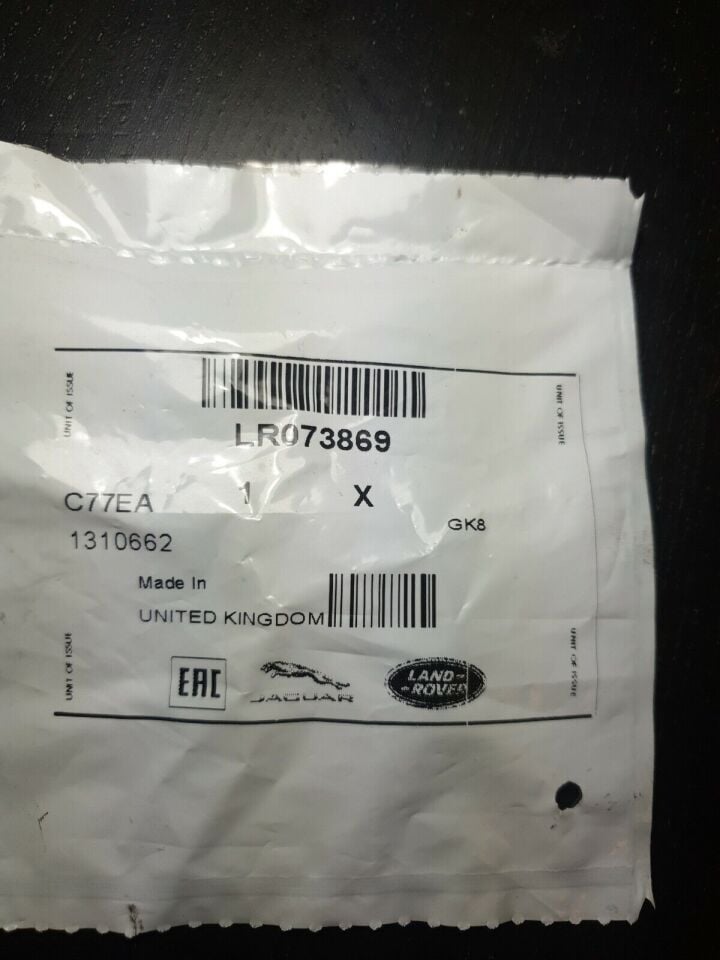 UNIT OF ISSUE
UNIT OF ISSUE
LR073869
C77EA 1 X
GK8
1310662
Made In
UNITED KINGDOM
UNIT OF ISSUE
UNIT OF ISSUE
EAC
JAGUAR
LAND-
-ROVER